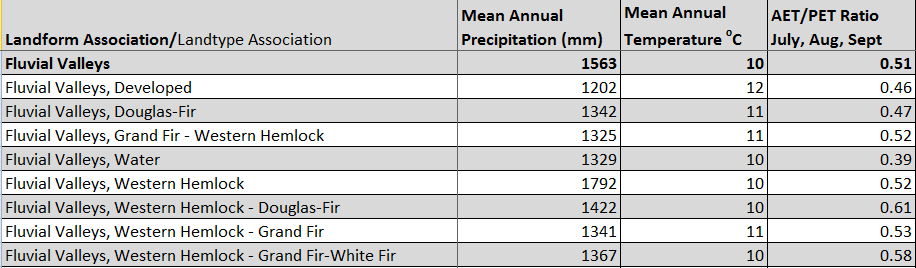 Landform Association/Landtype Association Mean Annual Precipitation (mm) Mean Annual Temperature °C AET/PET Ratio July, Aug, Sept
Fluvial Valleys 1563 10 0.51
Fluvial Valleys, Developed 1202 12 0.46
Fluvial Valleys, Douglas-Fir 1342 11 0.47
Fluvial Valleys, Grand Fir - Western Hemlock 1325 11 0.52
Fluvial Valleys, Water 1329 10 0.39
Fluvial Valleys, Western Hemlock 1792 10 0.52
Fluvial Valleys, Western Hemlock - Douglas-Fir 1422 10 0.61
Fluvial Valleys, Western Hemlock - Grand Fir 1341 11 0.53
Fluvial Valleys, Western Hemlock - Grand Fir-White Fir 1367 10 0.58